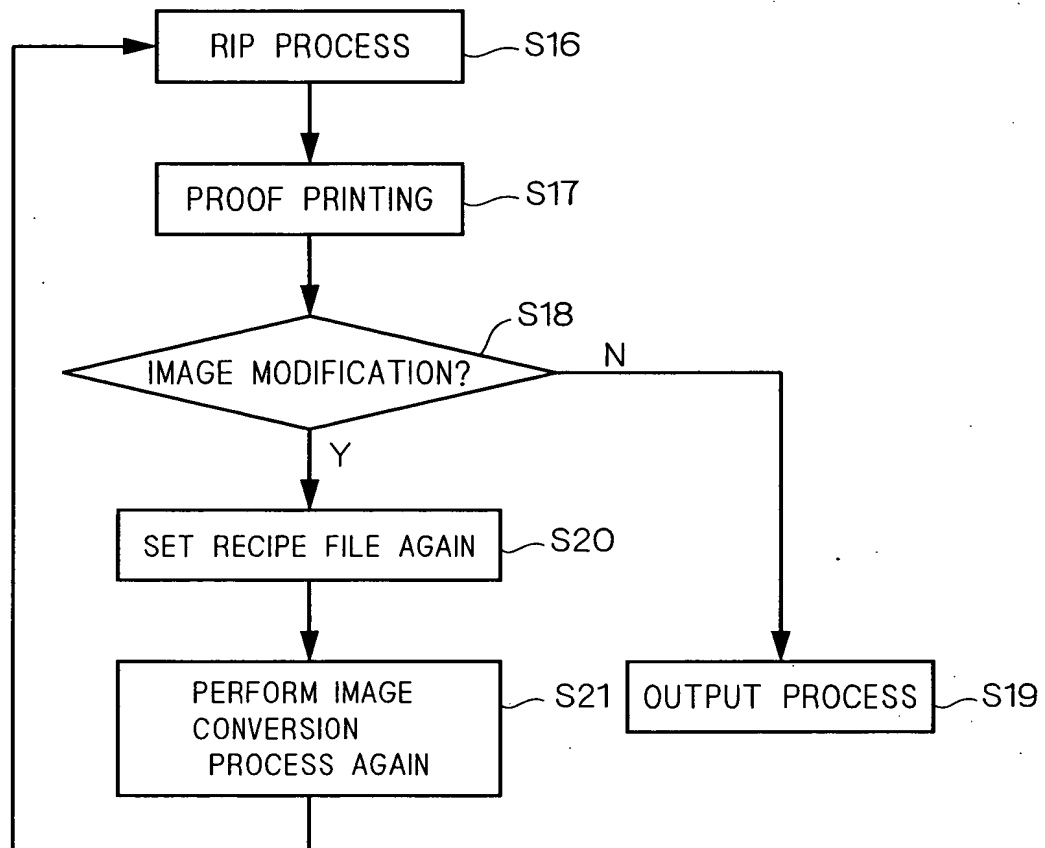 RIP PROCESS
S16
PROOF PRINTING
S17
S18
IMAGE MODIFICATION?
N
Y
SET RECIPE FILE AGAIN
S20
PERFORM IMAGE
CONVERSION
PROCESS AGAIN
S21
OUTPUT PROCESS
S19